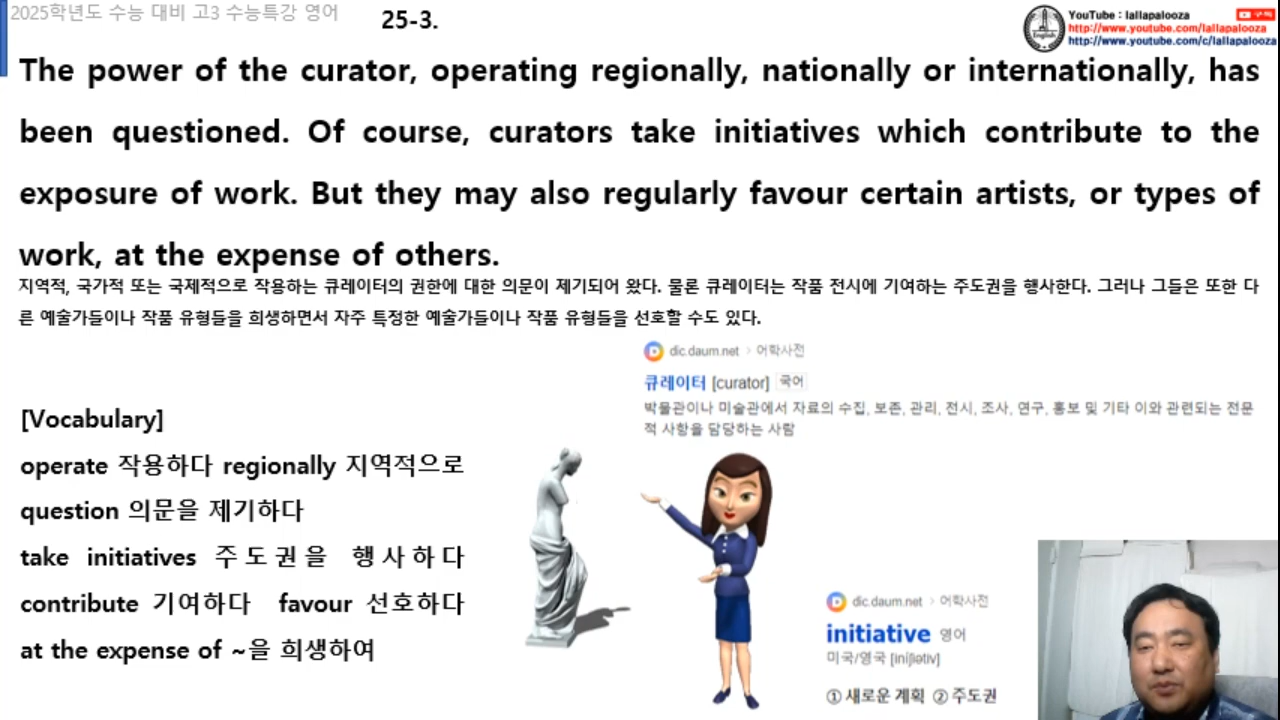 2025학년도 수능 대비 고3 수능특강 영어
25-3.
YouTube : lallapalooza
구독
http://www.youtube.com/lallapalooza
http://www.youtube.com/c/lallapalooza
English
The power of the curator, operating regionally, nationally or internationally, has
been questioned. Of course, curators take initiatives which contribute to the
exposure of work. But they may also regularly favour certain artists, or types of
work, at the expense of others.
지역적, 국가적 또는 국제적으로 작용하는 큐레이터의 권한에 대한 의문이 제기되어 왔다. 물론 큐레이터는 작품 전시에 기여하는 주도권을 행사한다. 그러나 그들은 또한 다
른 예술가들이나 작품 유형들을 희생하면서 자주 특정한 예술가들이나 작품 유형들을 선호할 수도 있다.
dic.daum.net > 어학사전
큐레이터 [curator] 국어
박물관이나 미술관에서 자료의 수집, 보존, 관리, 전시, 조사, 연구, 홍보 및 기타 이와 관련되는 전문
적 사항을 담당하는 사람
[Vocabulary]
operate 작용하다 regionally 지역적으로
question 의문을 제기하다
take initiatives 주도권을 행사하다
contribute 기여하다 favour 선호하다
at the expense of ~을 희생하여
dic.daum.net > 어학사전
initiative 영어
미국/영국 [iníʃiətiv]
① 새로운 계획 ② 주도권